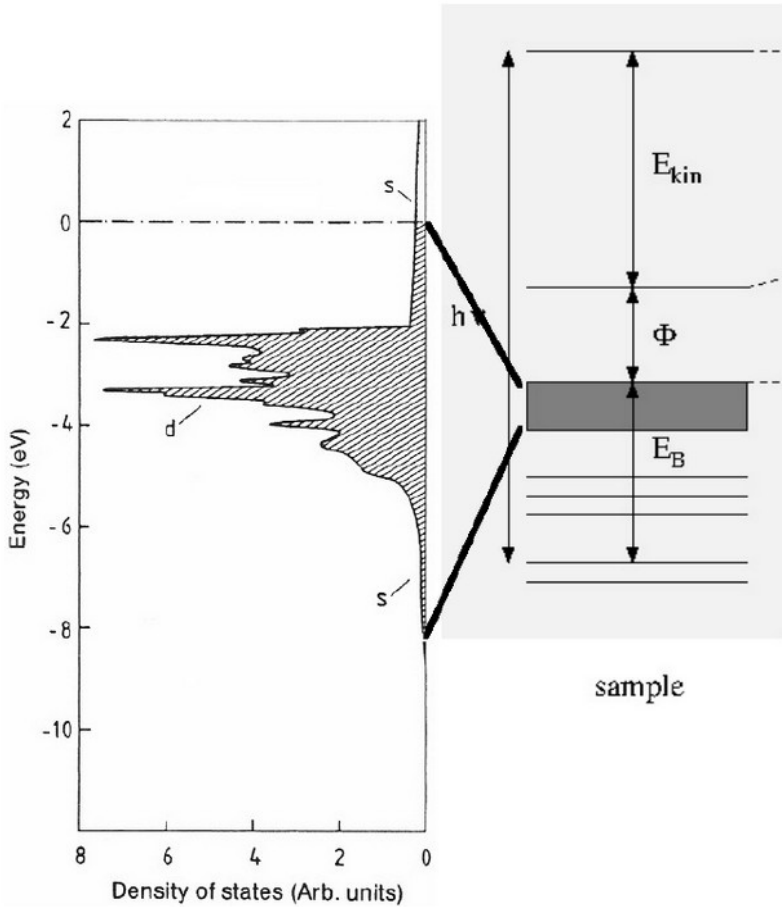 2
0
-2
-4
-6
-8
-10
Energy (eV)
s
d
s
8 6 4 2 0
Density of states (Arb. units)
E_kin
hν
Φ
E_B
sample